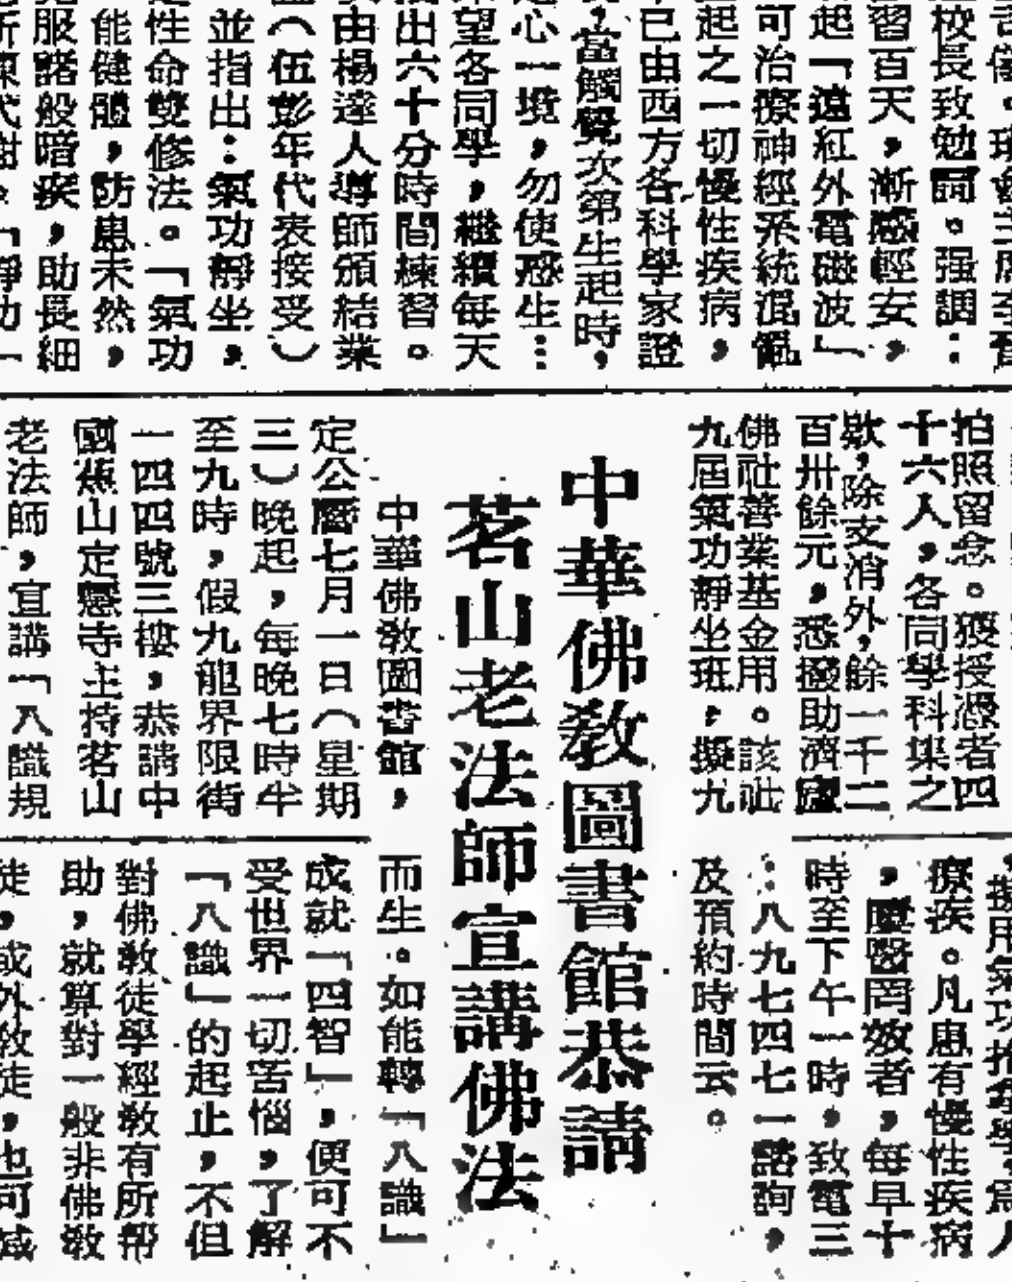 校長致勉詞。强調：
習百天，漸感輕安，
起「遠紅外電磁波」
可治療神經系統混亂
起之一切慢性疾病，
已由西方各科學家證
當觸覺次第生起時，
心一境，勿使惑生⋯
望各同學，繼續每天
出六十分時間練習。
由楊達人導師頒結業
（伍彭年代表接受）
並指出：氣功靜坐，
性命雙修法。「氣功
能健體，防患未然，
服諸般暗疾，助長細
拍照留念。獲授憑者四
十六人，各同學科集之
歘，除支消外，餘一千二
百卅餘元，悉撥助濟廬
佛社善業基金用。該社
九屆氣功靜坐班，擬九
療疾。凡患有慢性疾病
，屢醫罔效者，每早十
時至下午一時，致電三
：八九七四七一諮詢，
及預約時間云。
中華佛教圖書館恭請
茗山老法師宣講佛法
中華佛教圖書館，
定公曆七月一日（星期
三）晚起，每晚七時半
至九時，假九龍界限街
一四四號三樓，恭請中
國蕉山定慧寺主持茗山
老法師，宣講「八識規
而生。如能轉「八識」
成就「四智」，便可不
受世界一切苦惱，了解
「八識」的起止，不但
對佛教徒學經教有所幫
助，就算對一般非佛教
徒，或外教徒，也可減